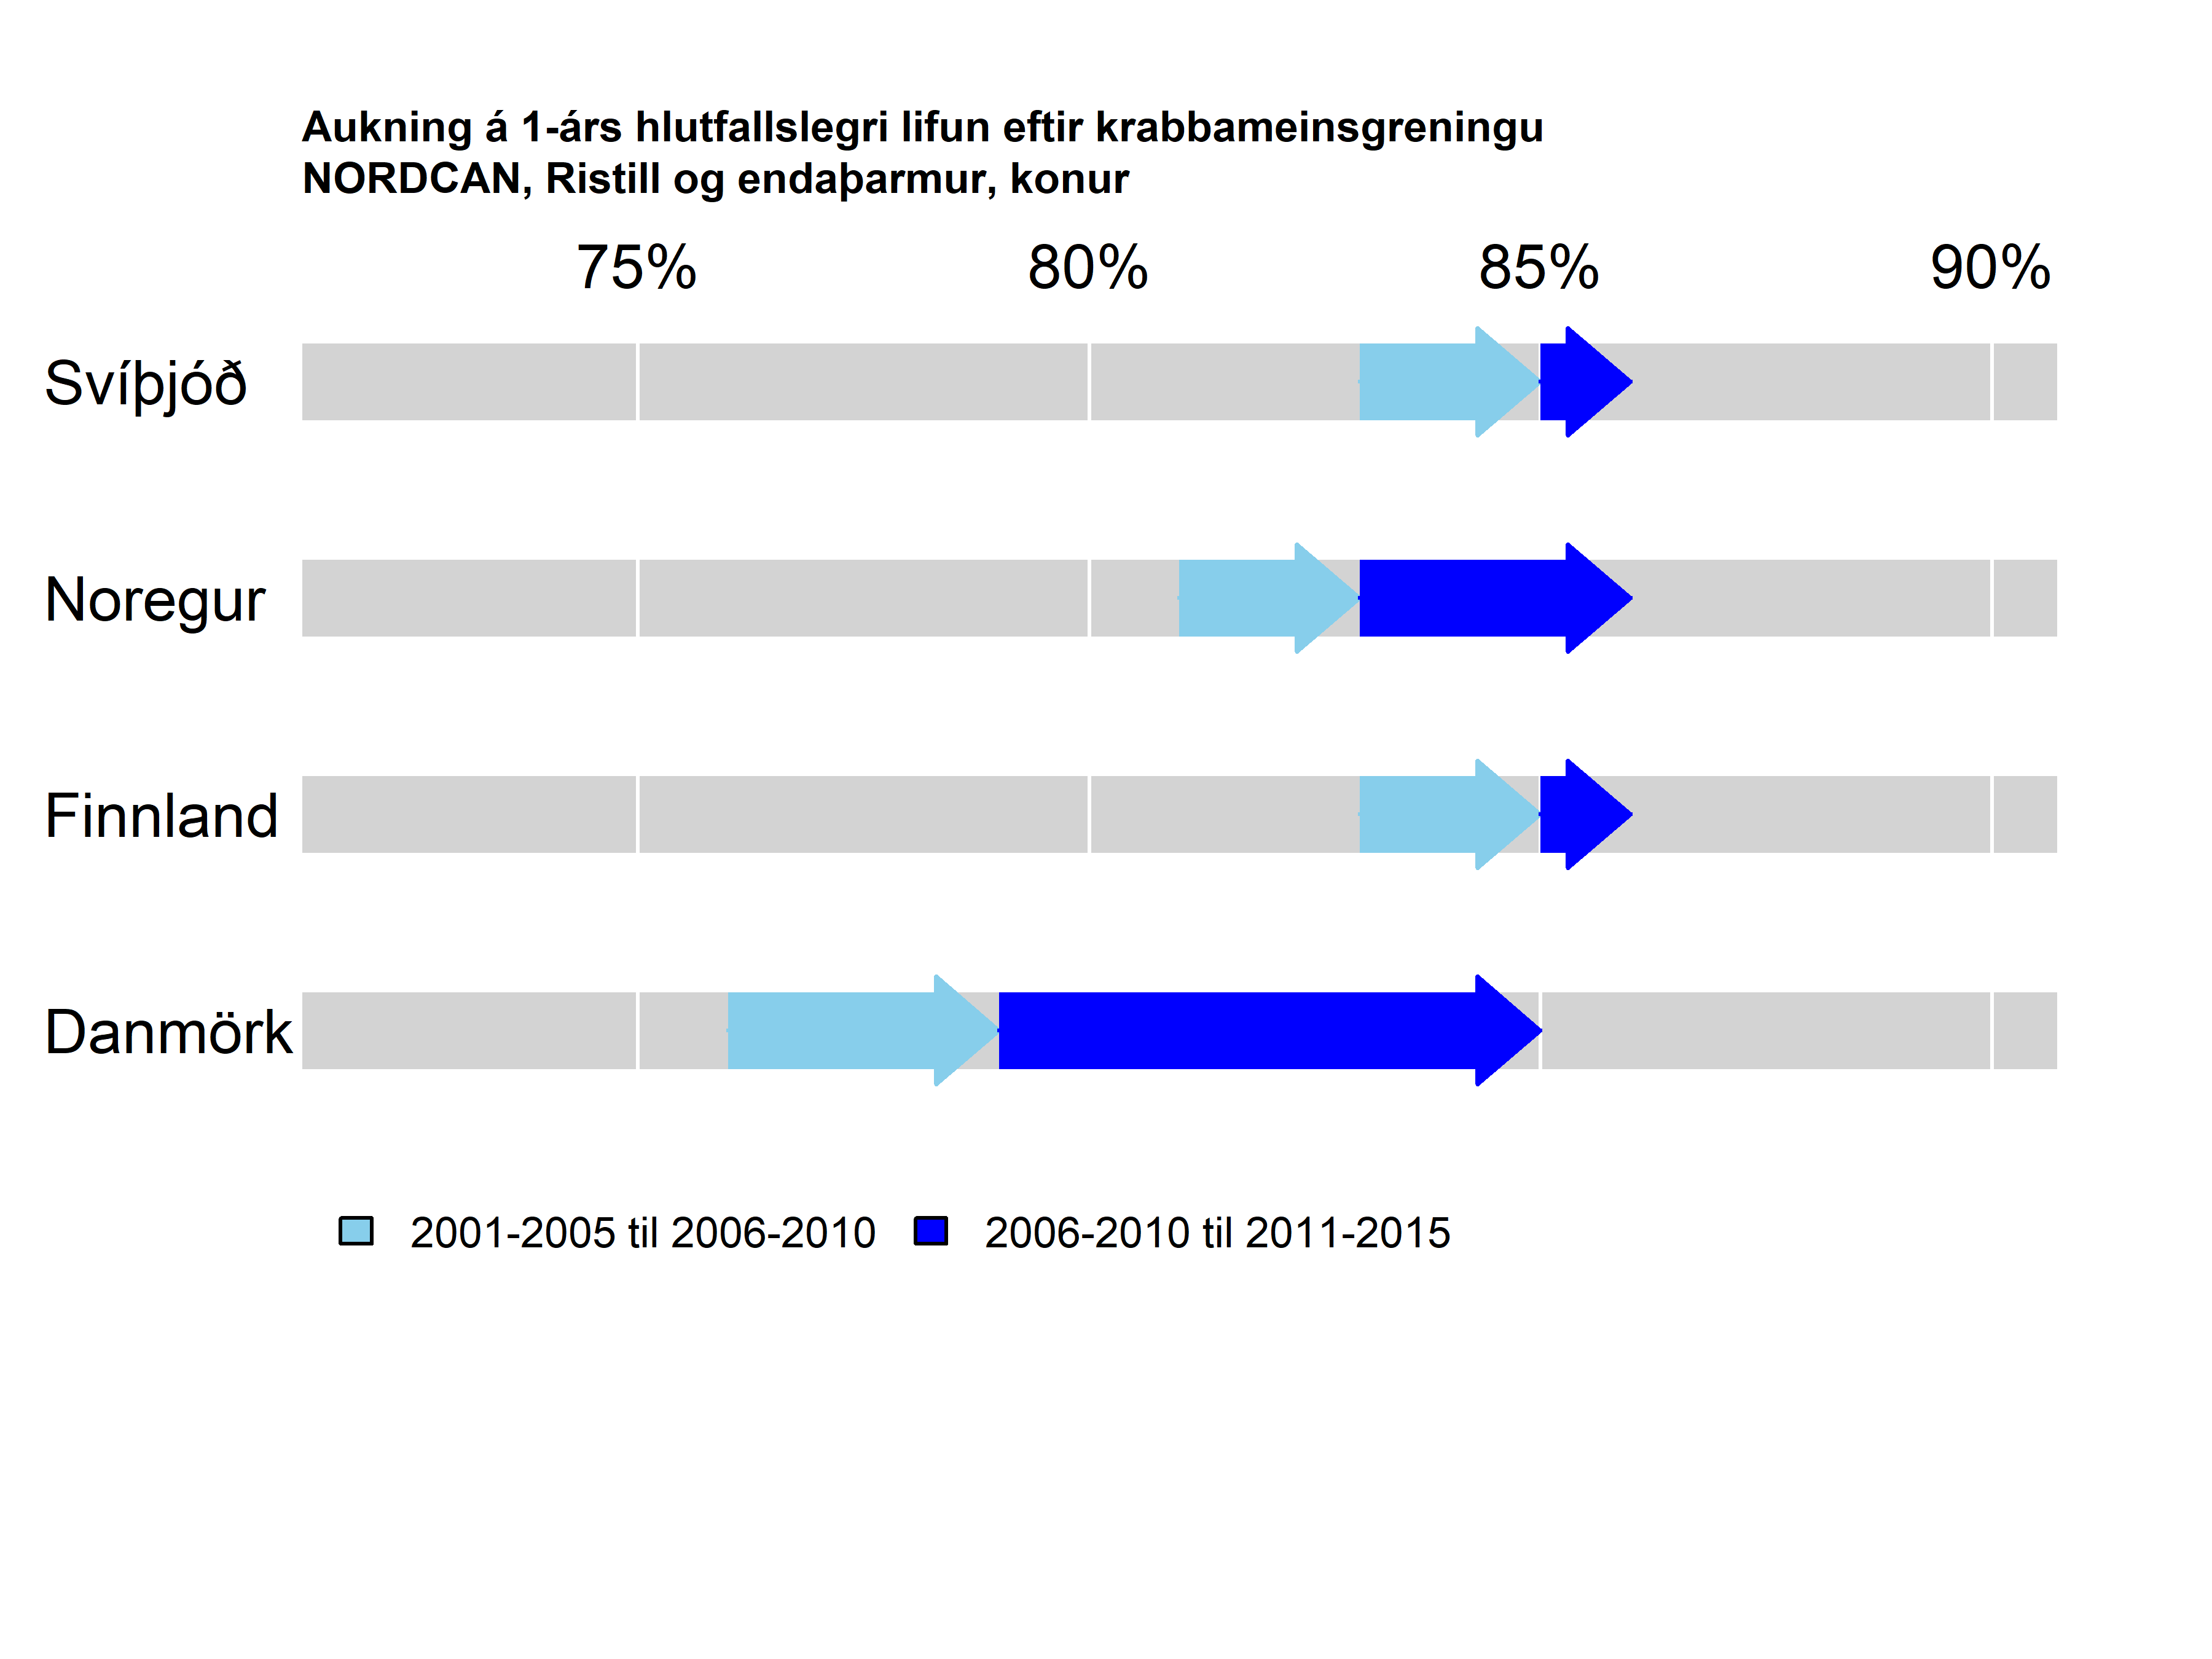 Aukning á 1-árs hlutfallslegri lifun eftir krabbameinsgreningu
NORDCAN, Ristill og endaþarmur, konur
75% 80% 85% 90%
Svíþjóð
Noregur
Finnland
Danmörk
2001-2005 til 2006-2010 2006-2010 til 2011-2015